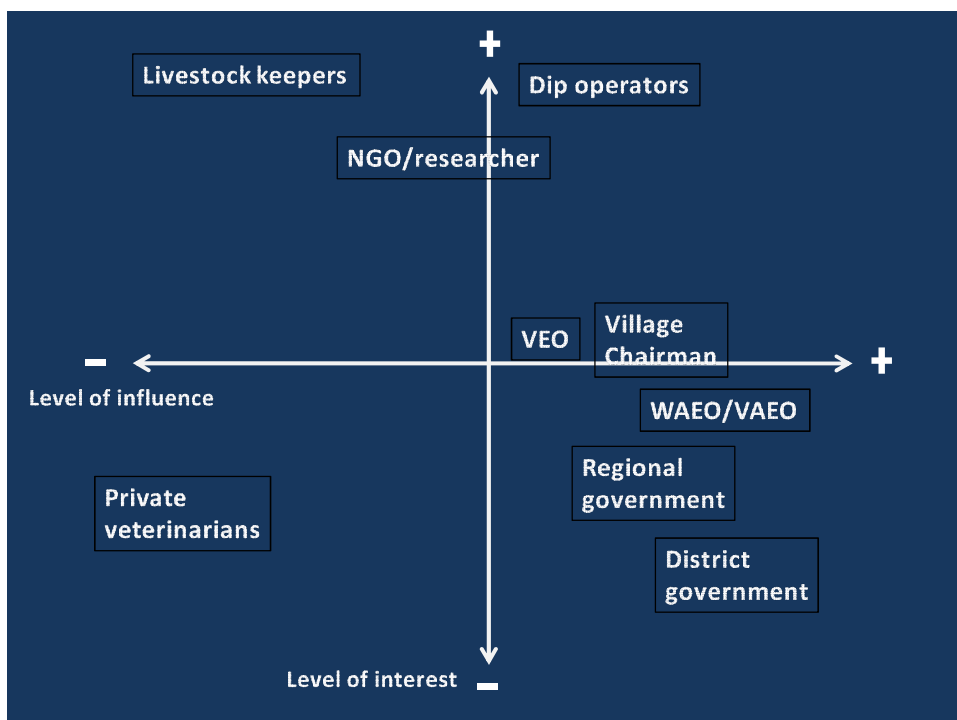 +
Livestock keepers
Dip operators
NGO/researcher
VEO
Village
Chairman
–
+
Level of influence
WAEO/VAEO
Regional
government
Private
veterinarians
District
government
Level of interest
–